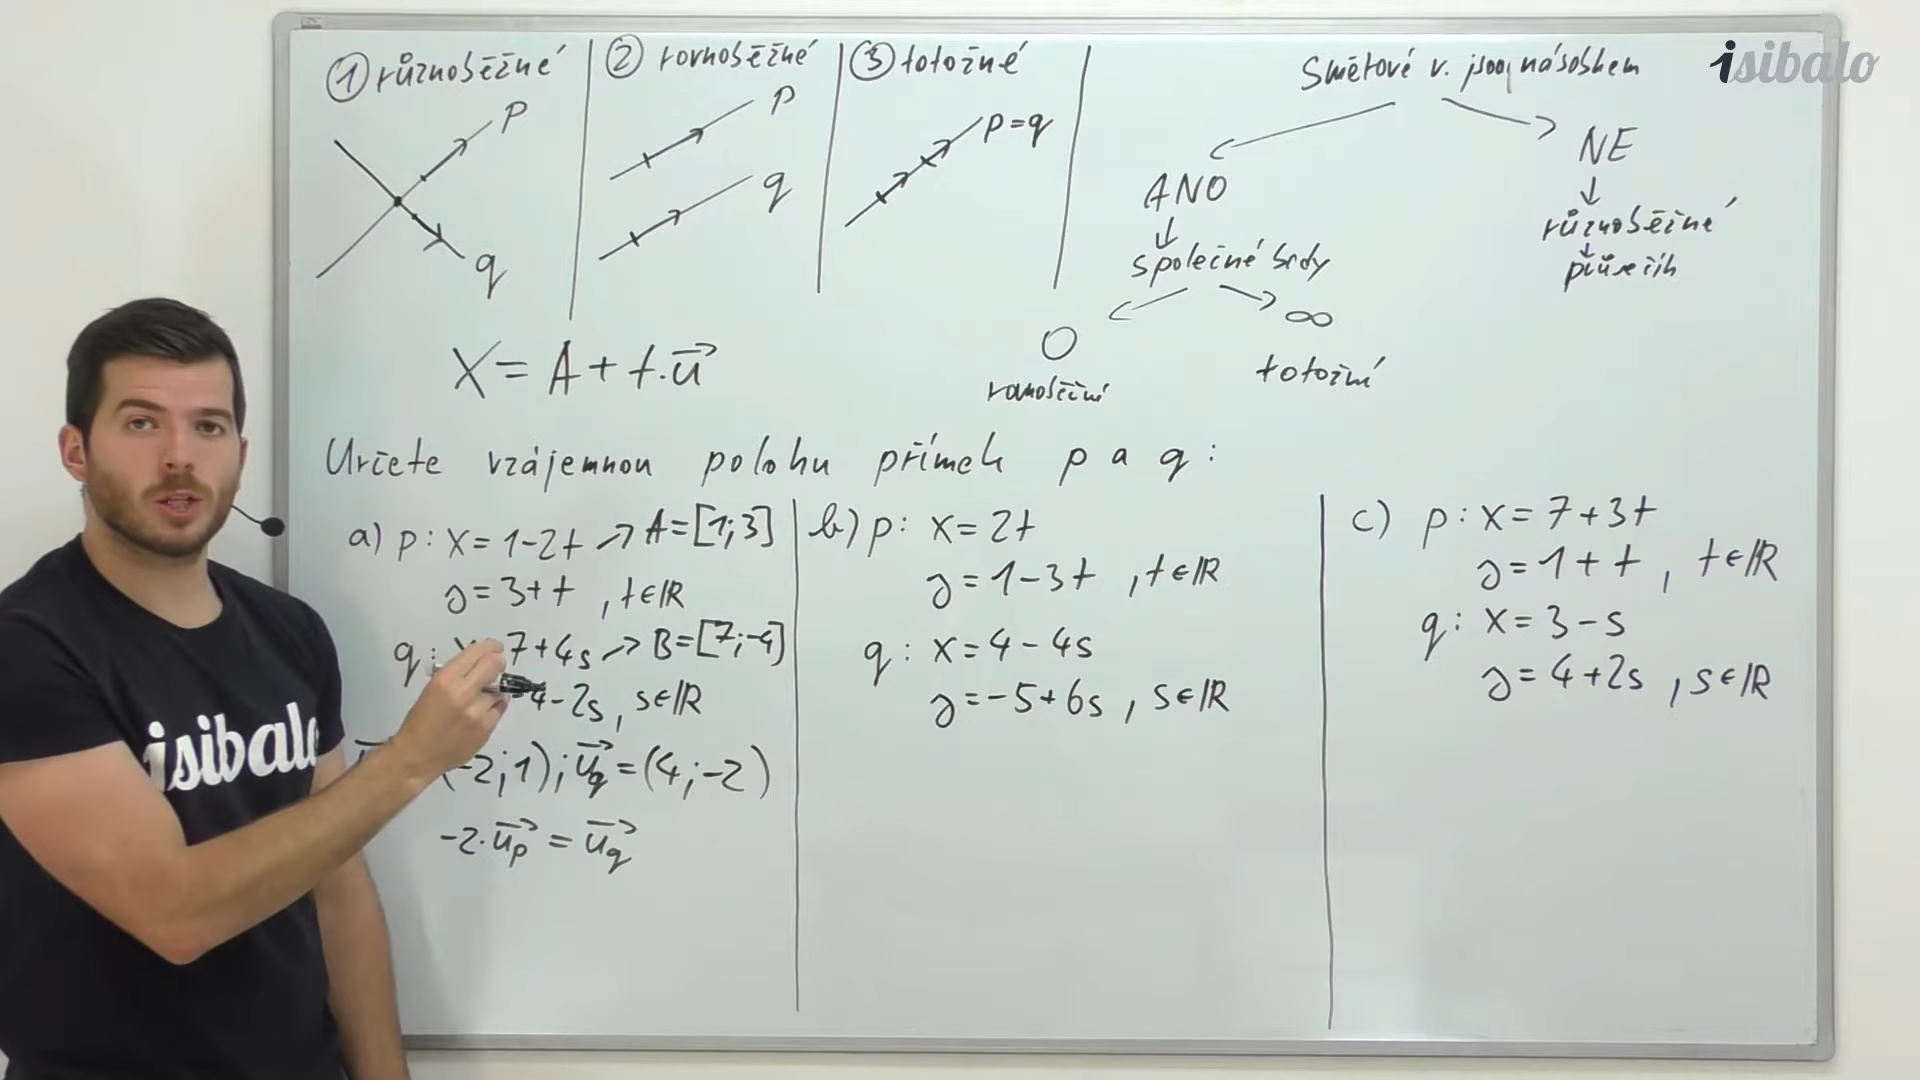 ① různoběžné
② rovnoběžné
③ totožné
Směrové v. jsou násobkem
isibalo
p
q
p
q
p=q
ANO
NE
↓
↓
společné body
různoběžné
↓
průsečík
0
∞
rovnoběžné
totožné
X = A + t.u⃗
Určete vzájemnou polohu přímek p a q:
a) p: x = 1-2t → A=[1;3]
y = 3+t , t∈ℝ
q: x 7+4s → B=[7;-4]
4-2s , s∈ℝ
-2;1); u⃗q = (4;-2)
-2·u⃗p = u⃗q
b) p: x = 2t
y = 1-3t , t∈ℝ
q: x = 4-4s
y = -5+6s , s∈ℝ
c) p: x = 7+3t
y = 1+t , t∈ℝ
q: x = 3-s
y = 4+2s , s∈ℝ
isibalo